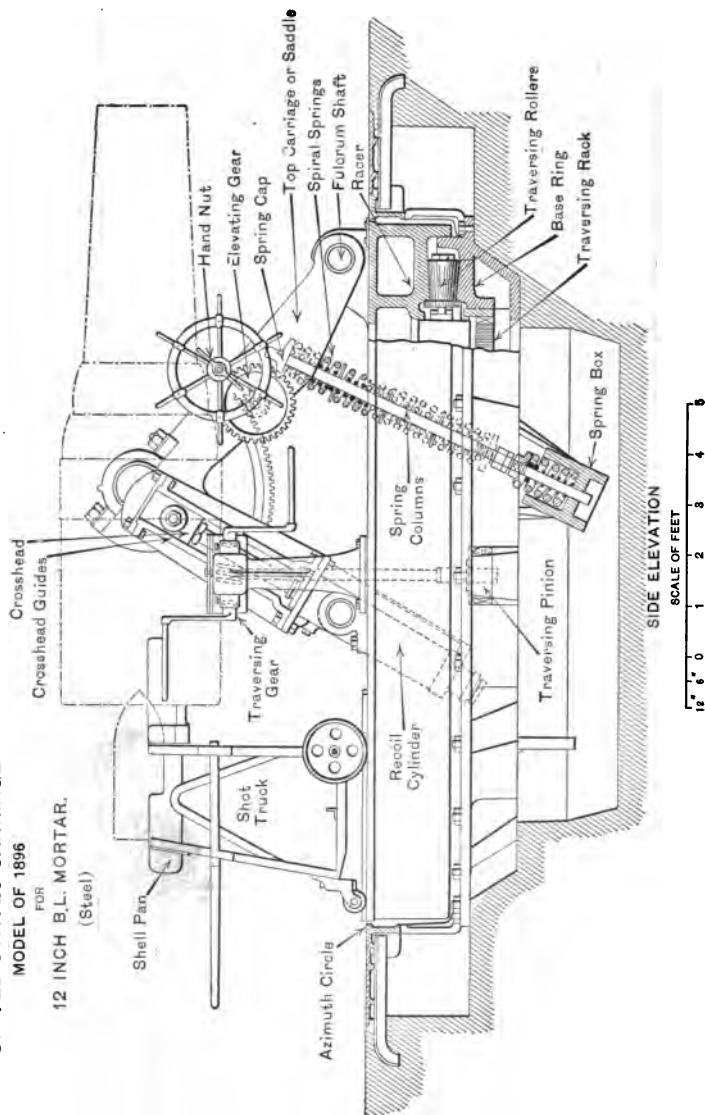 MODEL OF 1896
FOR
12 INCH B.L. MORTAR.
(Steel)
Crosshead
Crosshead Guides
Shell Pan
Hand Nut
Elevating Gear
Spring Cap
Top Carriage or Saddle
Spiral Springs
Fulcrum Shaft
Racer
Traversing Rollers
Base Ring
Traversing Rack
Shot
Truck
Traversing
Gear
Recoil
Cylinder
Spring
Columns
Azimuth Circle
Traversing Pinion
Spring Box
SIDE ELEVATION
SCALE OF FEET
12" 6" 0 1 2 3 4 5